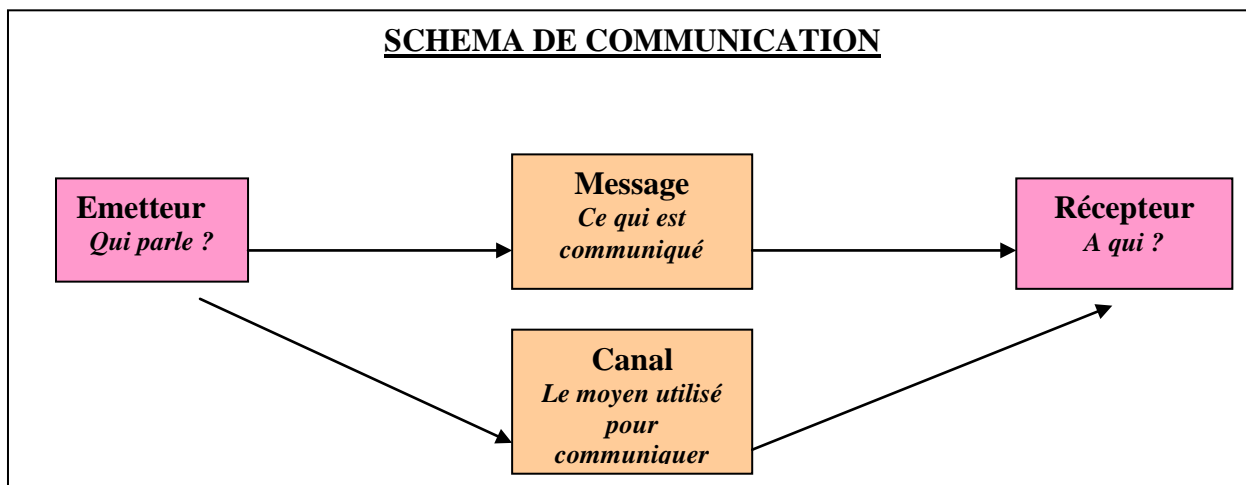 SCHEMA DE COMMUNICATION
Emetteur
Qui parle ?
Message
Ce qui est
communiqué
Récepteur
A qui ?
Canal
Le moyen utilisé
pour
communiquer